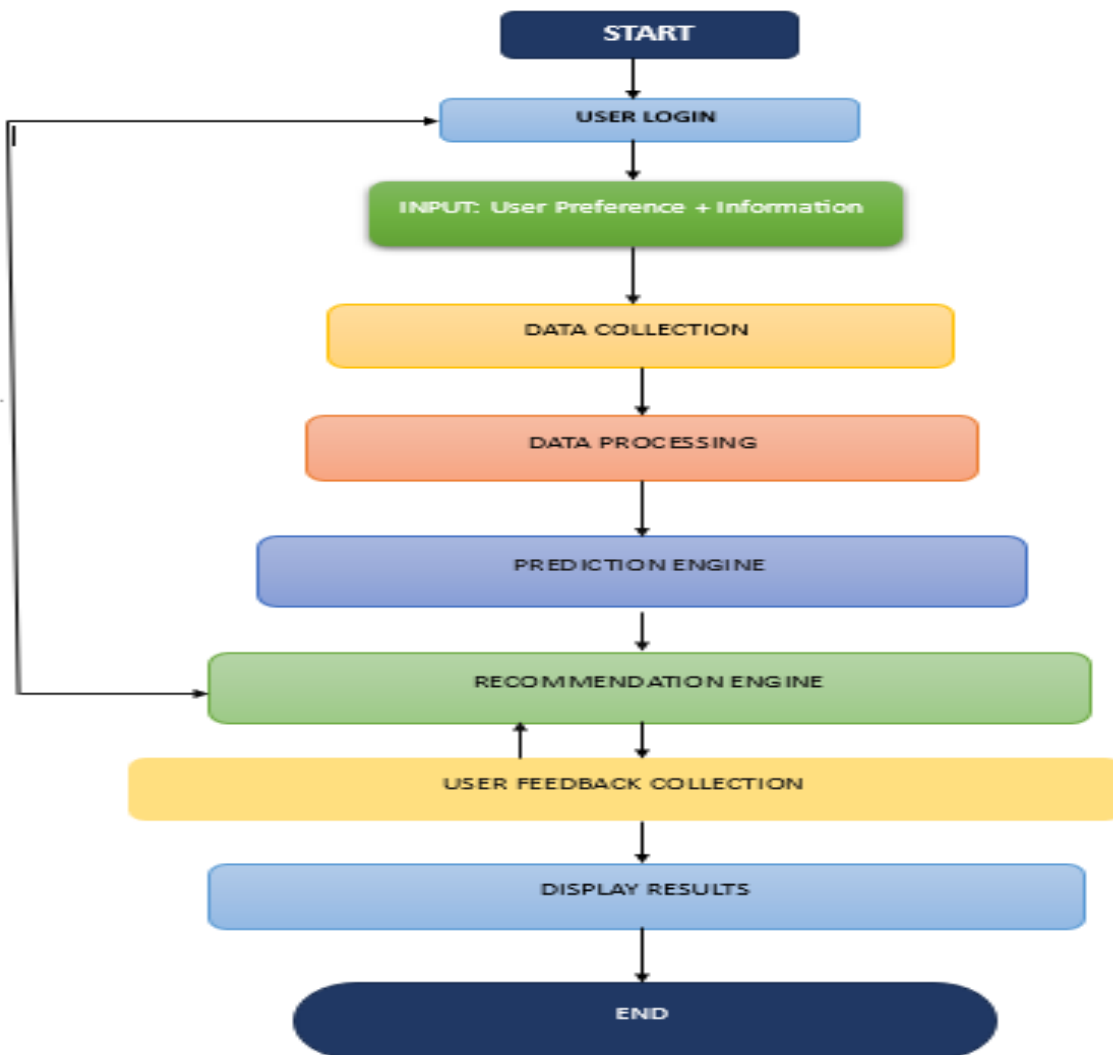 START
USER LOGIN
INPUT: User Preference + Information
DATA COLLECTION
DATA PROCESSING
PREDICTION ENGINE
RECOMMENDATION ENGINE
USER FEEDBACK COLLECTION
DISPLAY RESULTS
END